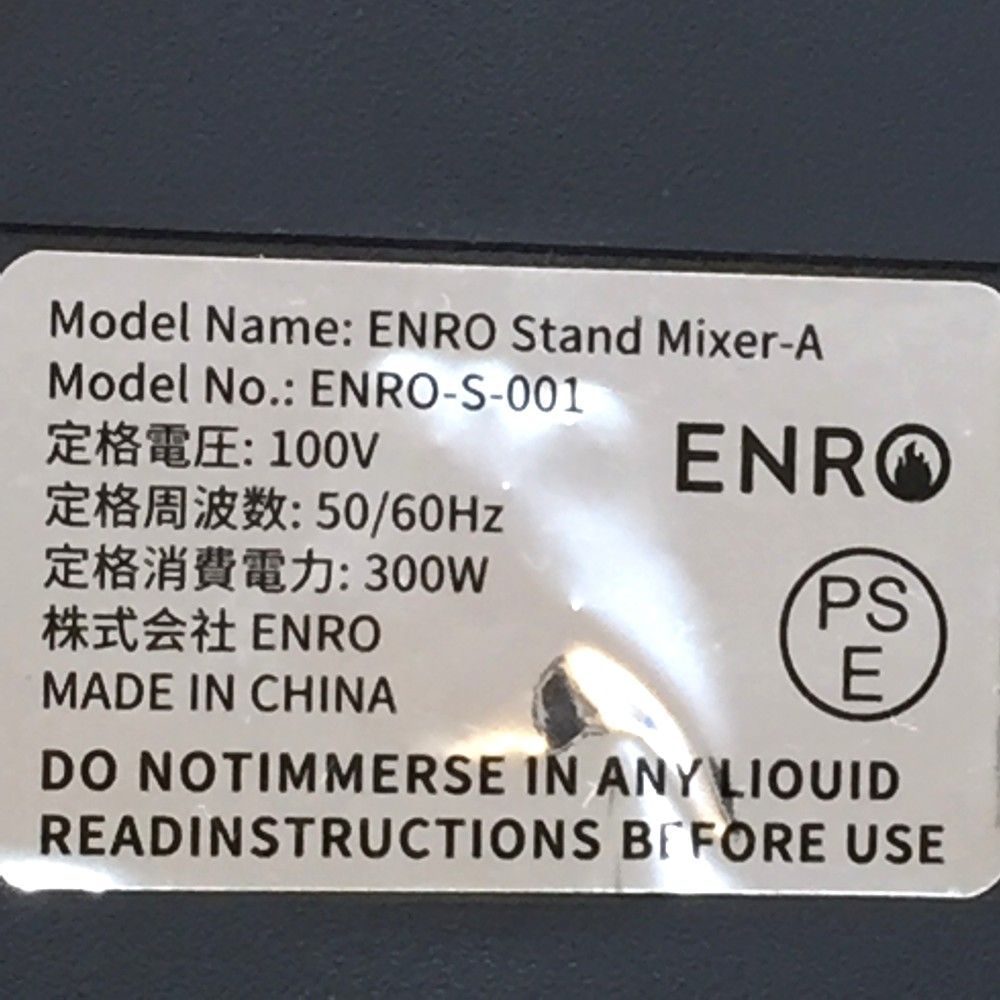 Model Name: ENRO Stand Mixer-A
Model No.: ENRO-S-001
定格電圧: 100V
定格周波数: 50/60Hz
定格消費電力: 300W
株式会社 ENRO
MADE IN CHINA
ENRO
PS
E
DO NOTIMMERSE IN ANY LIOUID
READINSTRUCTIONS BEFORE USE